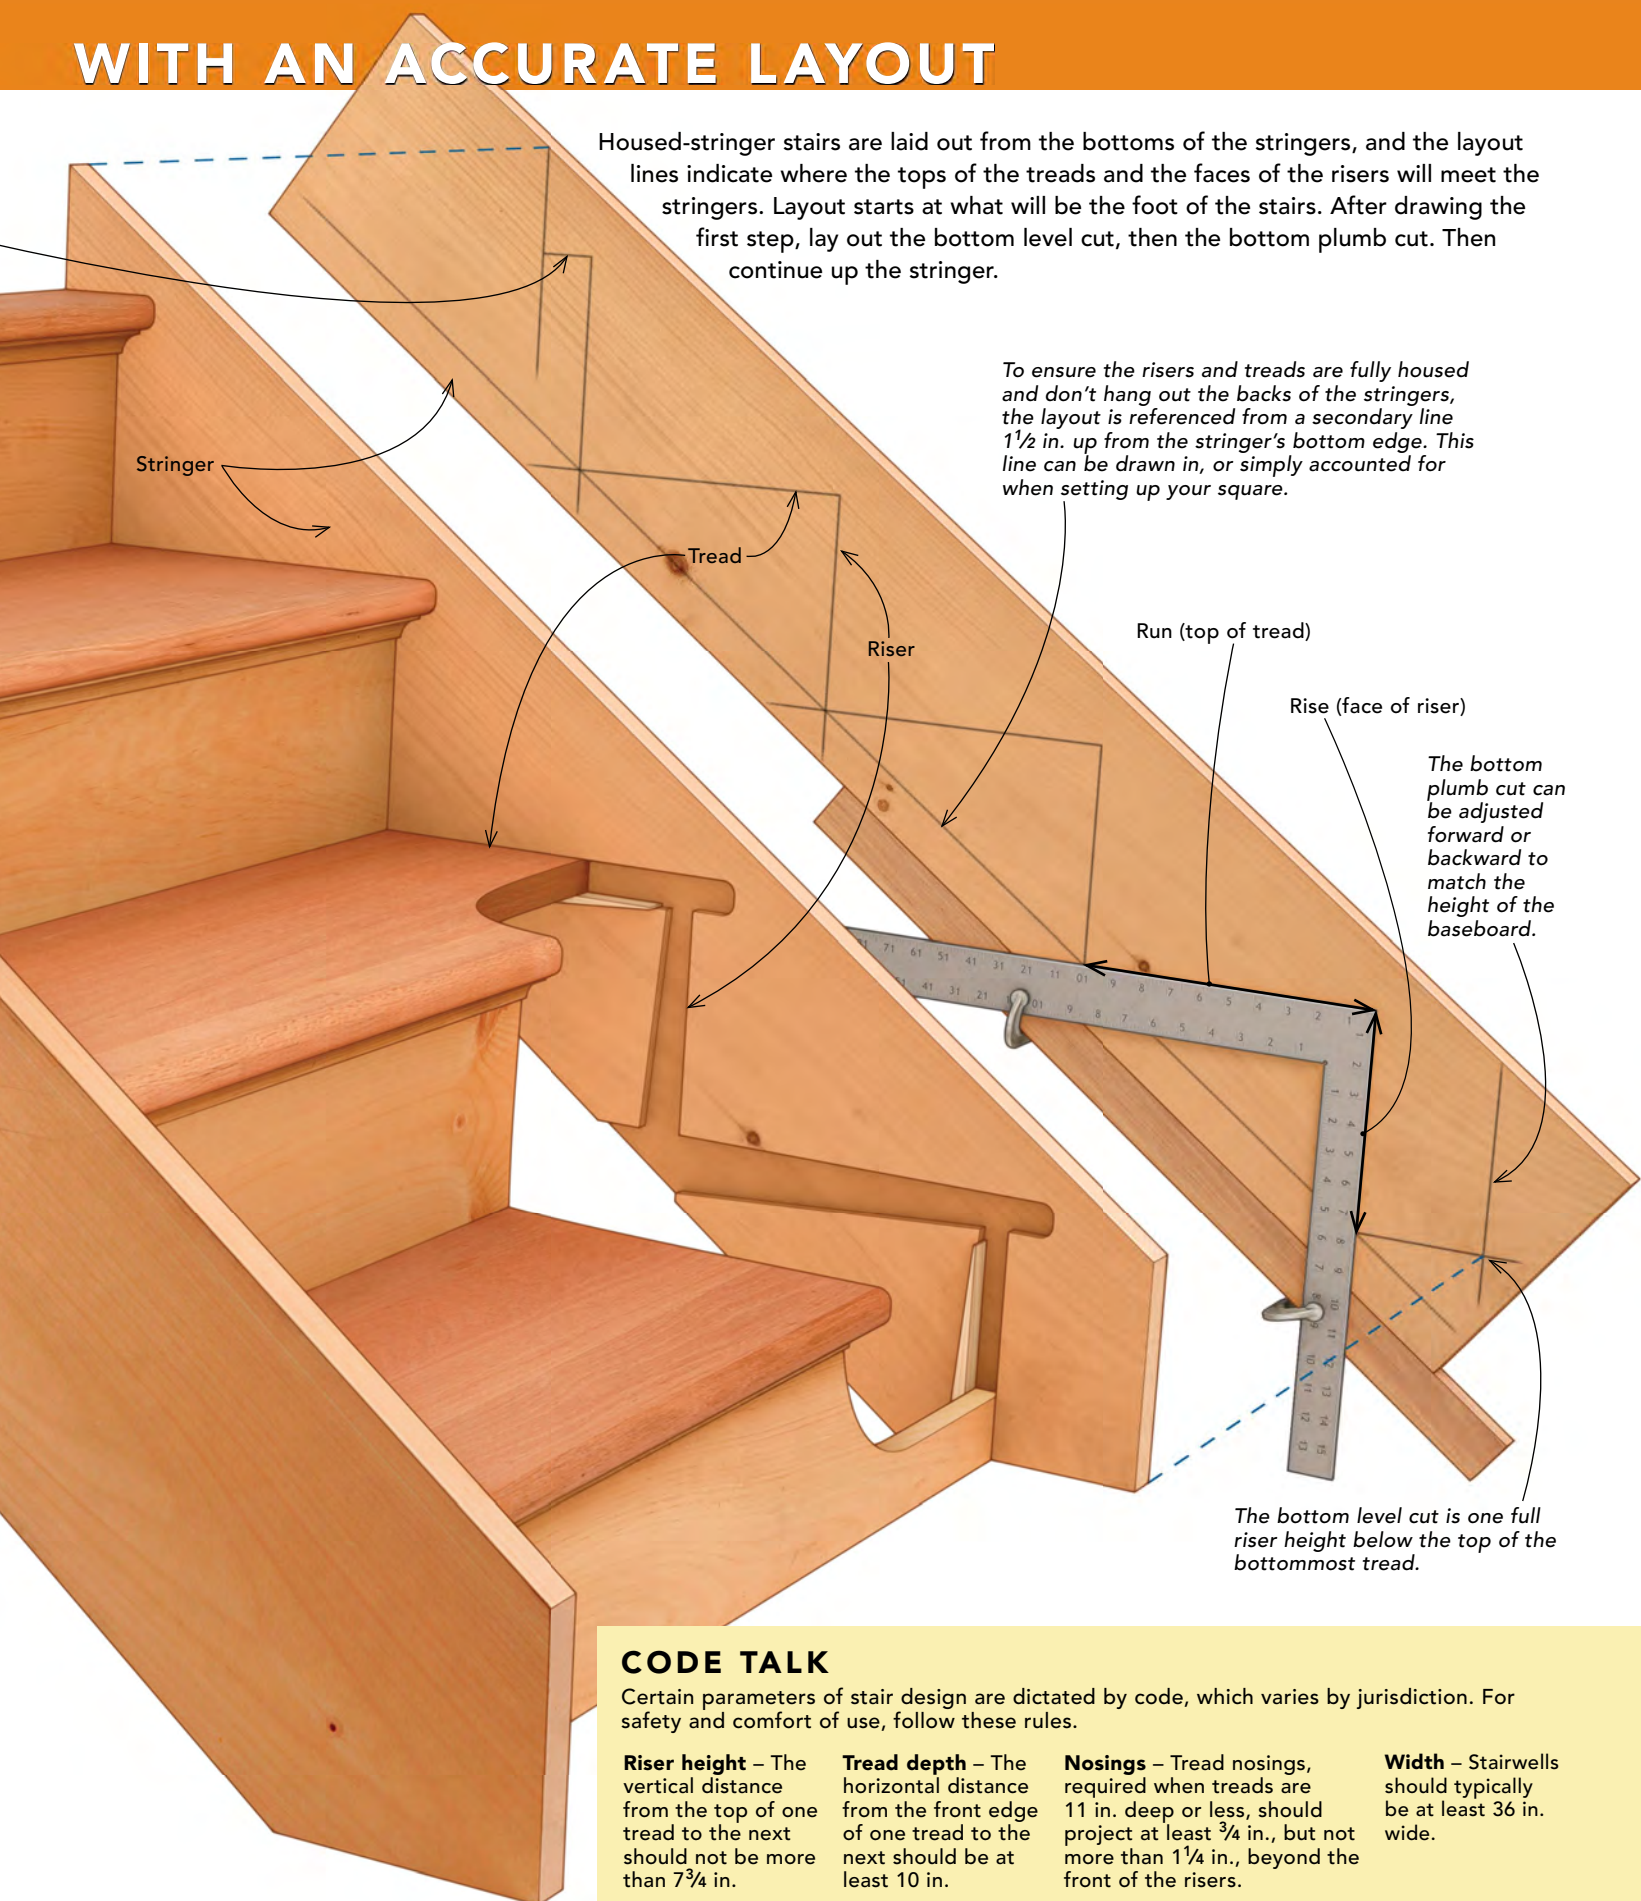 WITH AN ACCURATE LAYOUT
Housed-stringer stairs are laid out from the bottoms of the stringers, and the layout
lines indicate where the tops of the treads and the faces of the risers will meet the
stringers. Layout starts at what will be the foot of the stairs. After drawing the
first step, lay out the bottom level cut, then the bottom plumb cut. Then
continue up the stringer.
To ensure the risers and treads are fully housed
and don’t hang out the backs of the stringers,
the layout is referenced from a secondary line
1½ in. up from the stringer’s bottom edge. This
line can be drawn in, or simply accounted for
when setting up your square.
Stringer
Tread
Riser
Run (top of tread)
Rise (face of riser)
The bottom
plumb cut can
be adjusted
forward or
backward to
match the
height of the
baseboard.
The bottom level cut is one full
riser height below the top of the
bottommost tread.
CODE TALK
Certain parameters of stair design are dictated by code, which varies by jurisdiction. For
safety and comfort of use, follow these rules.
Riser height – The
vertical distance
from the top of one
tread to the next
should not be more
than 7¾ in.
Tread depth – The
horizontal distance
from the front edge
of one tread to the
next should be at
least 10 in.
Nosings – Tread nosings,
required when treads are
11 in. deep or less, should
project at least ¾ in., but not
more than 1¼ in., beyond the
front of the risers.
Width – Stairwells
should typically
be at least 36 in.
wide.